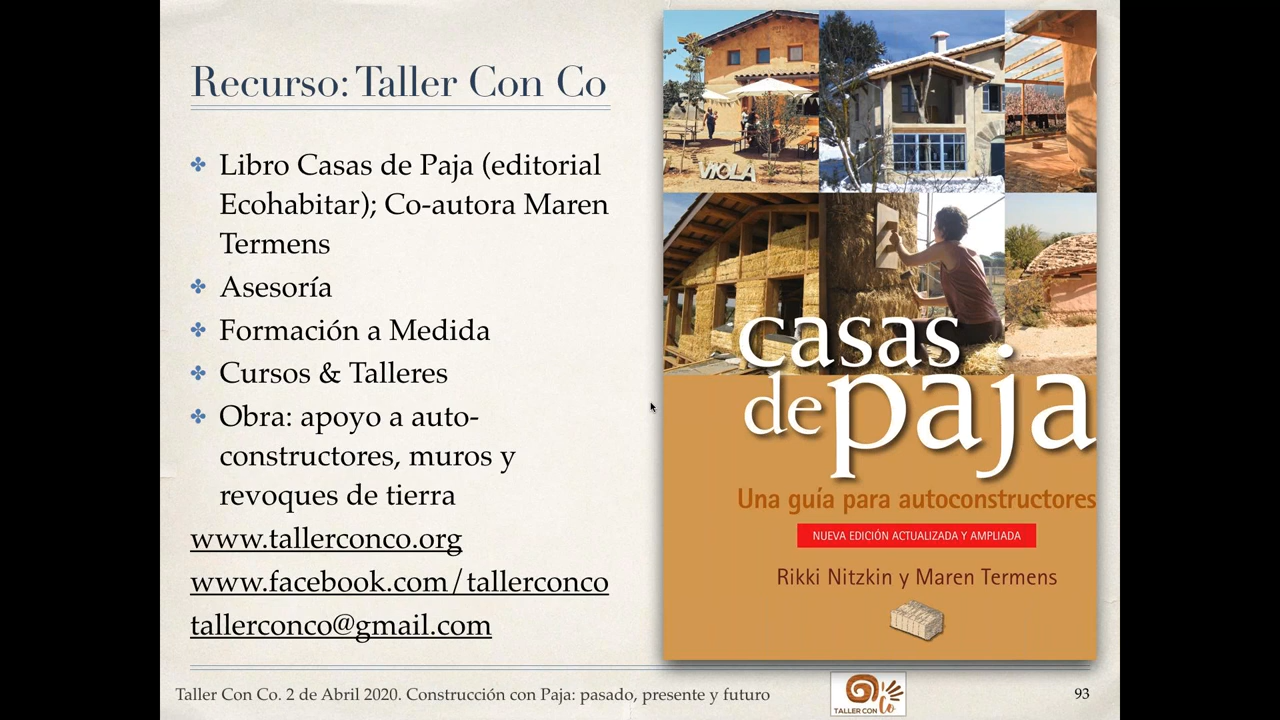 Recurso: Taller Con Co
Libro Casas de Paja (editorial
Ecohabitar); Co-autora Maren
Termens
Asesoría
Formación a Medida
Cursos & Talleres
Obra: apoyo a auto-
constructores, muros y
revoques de tierra
www.tallerconco.org
www.facebook.com/tallerconco
tallerconco@gmail.com
VIOLA
casas
de paja
Una guía para autoconstructores
NUEVA EDICIÓN ACTUALIZADA Y AMPLIADA
Rikki Nitzkin y Maren Termens
Taller Con Co. 2 de Abril 2020. Construcción con Paja: pasado, presente y futuro
TALLER CON Co
93